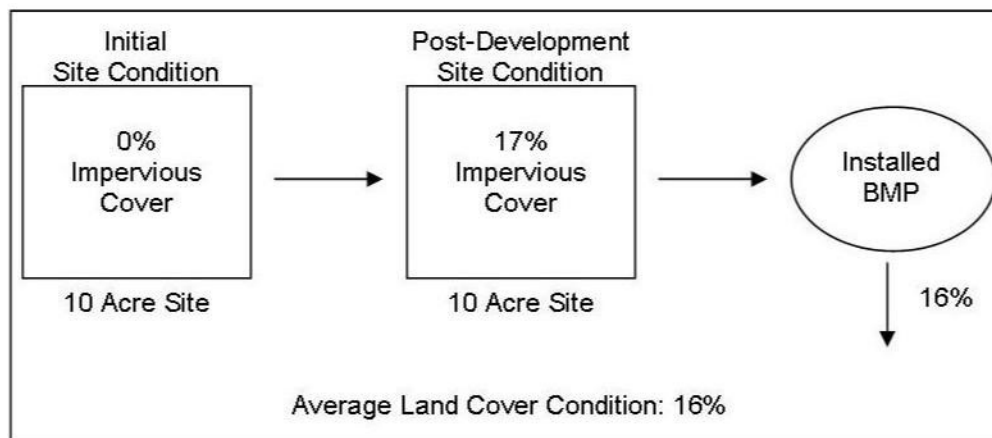 Initial
Site Condition
0%
Impervious
Cover
10 Acre Site
Post-Development
Site Condition
17%
Impervious
Cover
10 Acre Site
Installed
BMP
16%
Average Land Cover Condition: 16%